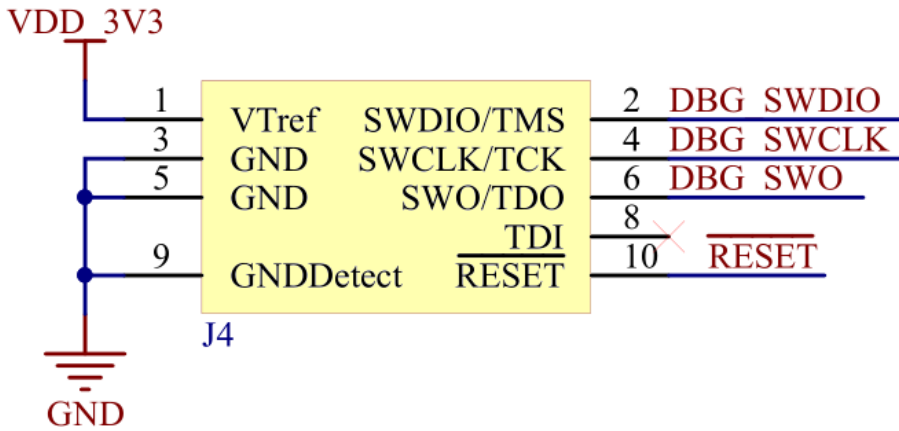 VDD_3V3
1 VTref SWDIO/TMS 2 DBG_SWDIO
3 GND SWCLK/TCK 4 DBG_SWCLK
5 GND SWO/TDO 6 DBG_SWO
TDI 8
9 GNDDetect RESET 10 RESET
J4
GND